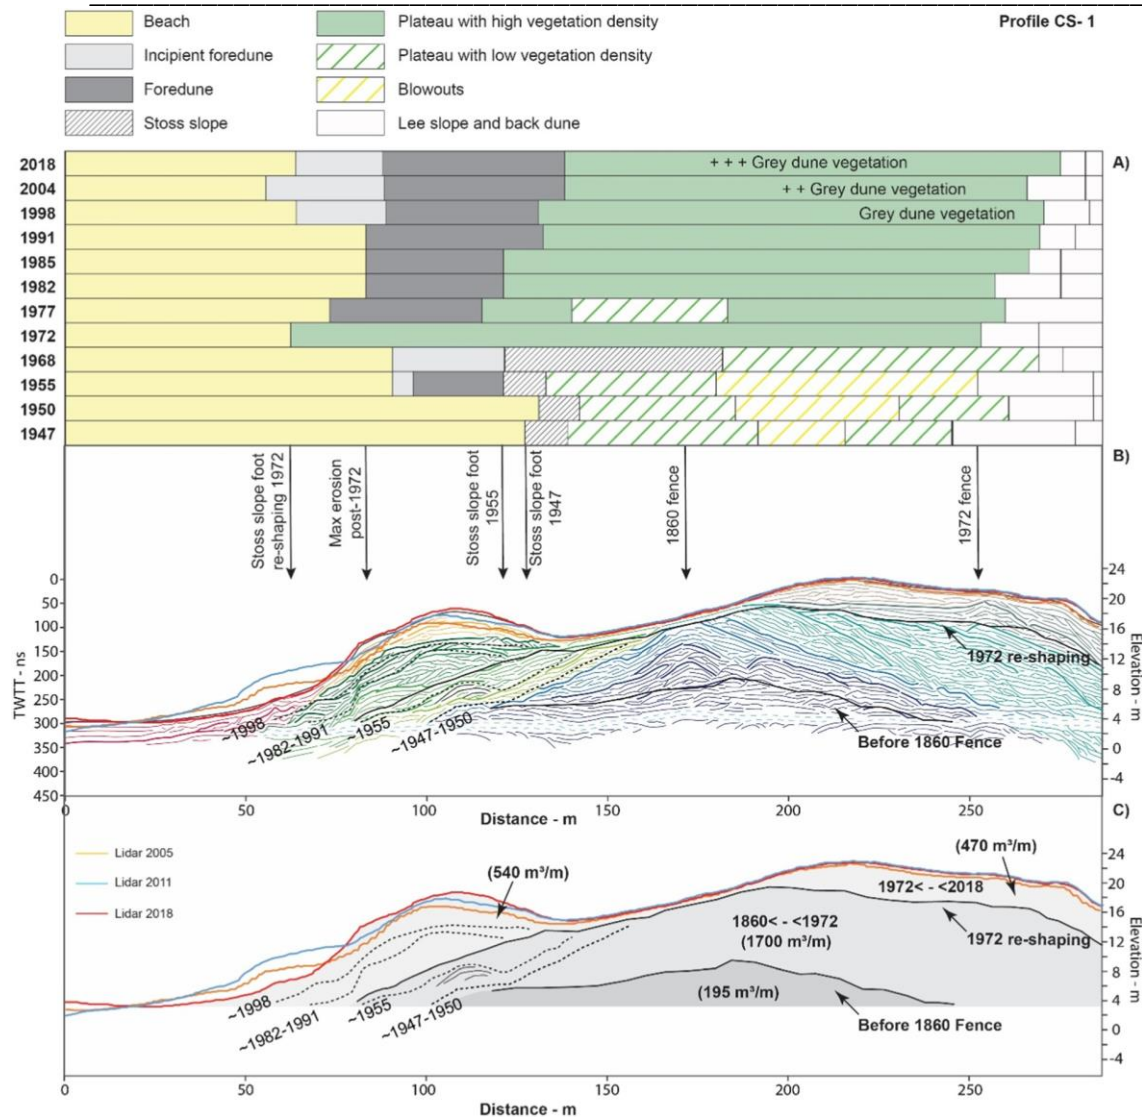 Beach
Plateau with high vegetation density
Profile CS- 1
Incipient foredune
Plateau with low vegetation density
Foredune
Blowouts
Stoss slope
Lee slope and back dune
A)
2018
+ + + Grey dune vegetation
2004
+ + Grey dune vegetation
1998
Grey dune vegetation
1991
1985
1982
1977
1972
1968
1955
1950
1947
B)
Stoss slope foot
re-shaping 1972
Max erosion
post-1972
Stoss slope foot
1955
Stoss slope foot
1947
1860 fence
1972 fence
TWTT - ns
0
50
100
150
200
250
300
350
400
450
24
20
16
12
8
4
0
-4
Elevation - m
~1998
~1982-1991
~1955
~1947-1950
1972 re-shaping
Before 1860 Fence
0
50
100
150
200
250
Distance - m
C)
Lidar 2005
Lidar 2011
Lidar 2018
(540 m³/m)
(470 m³/m)
1972< - <2018
1860< - <1972
(1700 m³/m)
1972 re-shaping
(195 m³/m)
Before 1860 Fence
~1998
~1982-1991
~1955
~1947-1950
24
20
16
12
8
4
0
-4
Elevation - m
0
50
100
150
200
250
Distance - m